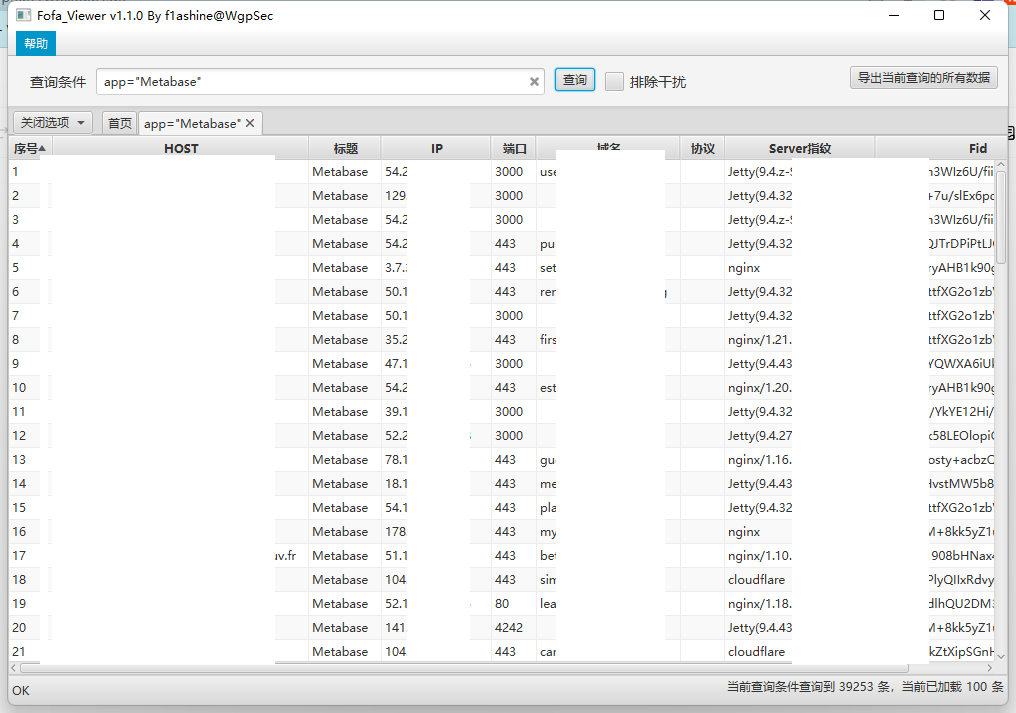 Fofa_Viewer v1.1.0 By f1ashine@WgpSec
帮助
查询条件 app="Metabase" 查询 排除干扰 导出当前查询的所有数据
关闭选项 首页 app="Metabase"
序号 HOST 标题 IP 端口 域名 协议 Server指纹 Fid
1 Metabase 54.2 3000 use Jetty(9.4.z-S n3WIz6U/fii
2 Metabase 129 3000 Jetty(9.4.32 +7u/slEx6pc
3 Metabase 54.2 3000 Jetty(9.4.z-S n3WIz6U/fii
4 Metabase 54.2 443 pu Jetty(9.4.32 QJTrDPiPtLJ
5 Metabase 3.7. 443 set nginx ryAHB1k90g
6 Metabase 50.1 443 rer Jetty(9.4.32 ttfXG2o1zb
7 Metabase 50.1 3000 Jetty(9.4.32 ttfXG2o1zb
8 Metabase 35.2 443 firs nginx/1.21. ttfXG2o1zb
9 Metabase 47.1 3000 Jetty(9.4.43 YQWXA6iUl
10 Metabase 54.2 443 est nginx/1.20. ryAHB1k90g
11 Metabase 39.1 3000 Jetty(9.4.32 /YkYE12Hi/
12 Metabase 52.2 3000 Jetty(9.4.27 x58LEOlopi
13 Metabase 78.1 443 gu nginx/1.16. osty+acbzC
14 Metabase 18.1 443 me Jetty(9.4.43 HvstMW5b8
15 Metabase 54.1 443 pla Jetty(9.4.32 ttfXG2o1zb
16 Metabase 178 443 my nginx M+8kk5yZ1
17 uv.fr Metabase 51.1 443 bet nginx/1.10. 908bHNax
18 Metabase 104 443 sim cloudflare PlyQIIxRdvy
19 Metabase 52.1 80 lea nginx/1.18. dlhQU2DM
20 Metabase 141 4242 Jetty(9.4.43 M+8kk5yZ1
21 Metabase 104 443 car cloudflare kZtXipSGnH
OK 当前查询条件查询到 39253 条，当前已加载 100 条